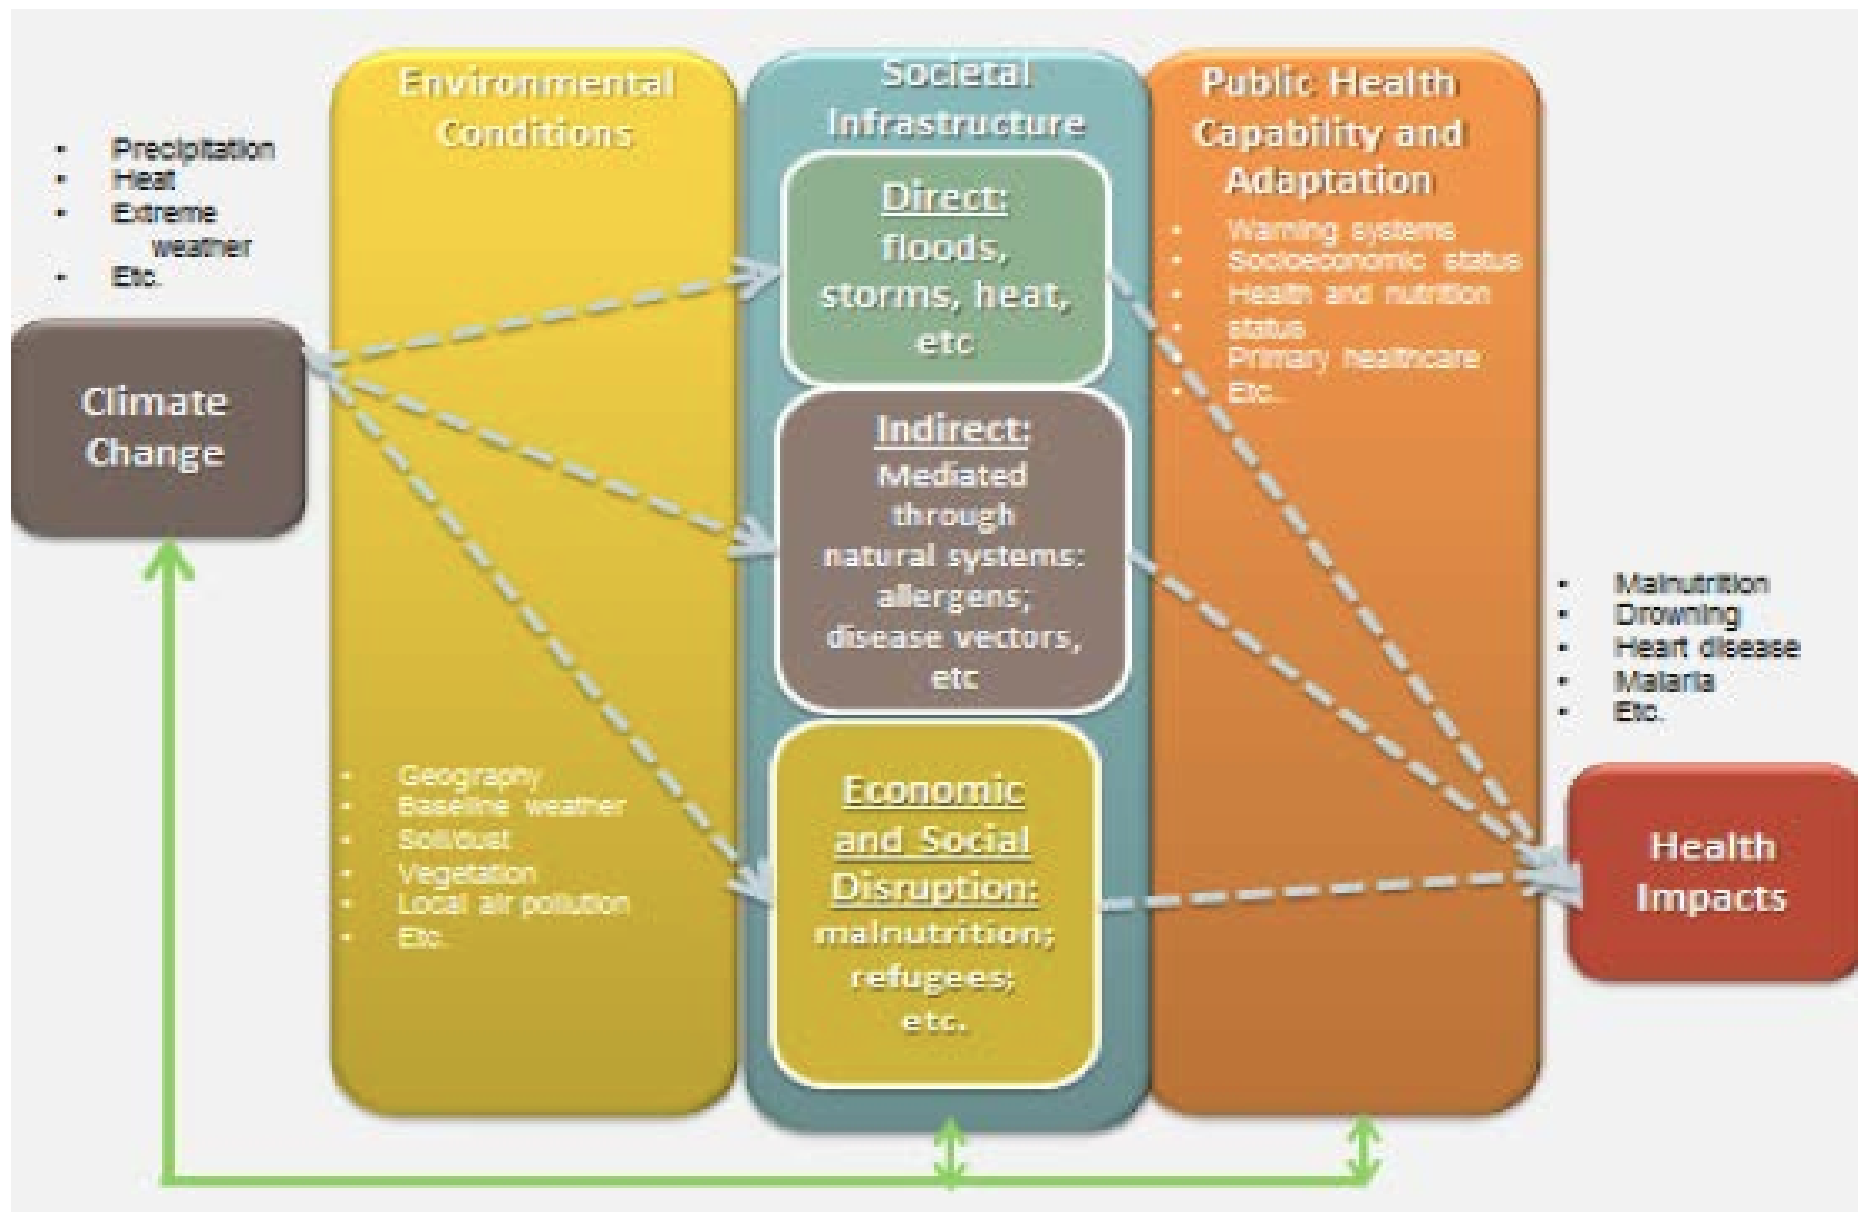 Precipitation
Heat
Extreme
weather
Etc.
Climate
Change
Environmental
Conditions
Geography
Baseline weather
Soil/dust
Vegetation
Local air pollution
Etc.
Societal
Infrastructure
Direct:
floods,
storms, heat,
etc
Indirect:
Mediated
through
natural systems:
allergens;
disease vectors,
etc
Economic
and Social
Disruption:
malnutrition;
refugees;
etc.
Public Health
Capability and
Adaptation
Warning systems
Socioeconomic status
Health and nutrition
status
Primary healthcare
Etc..
Malnutrition
Drowning
Heart disease
Malaria
Etc.
Health
Impacts